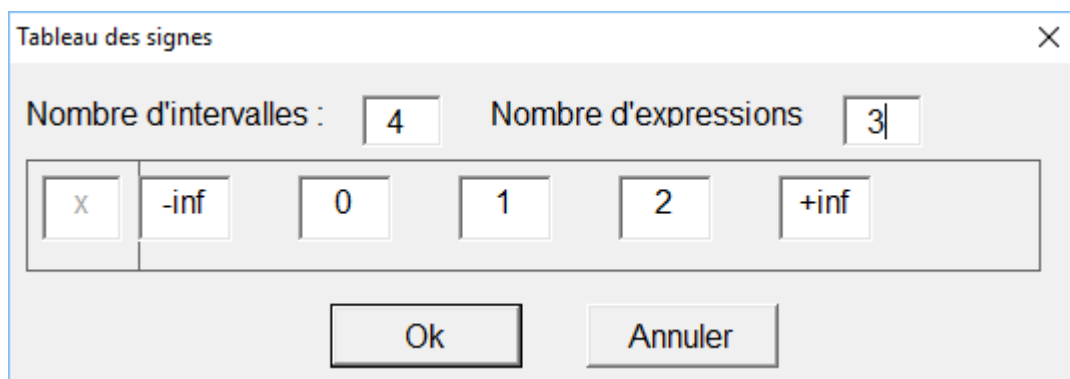 Tableau des signes
Nombre d'intervalles : 4 Nombre d'expressions 3
x -inf 0 1 2 +inf
Ok Annuler